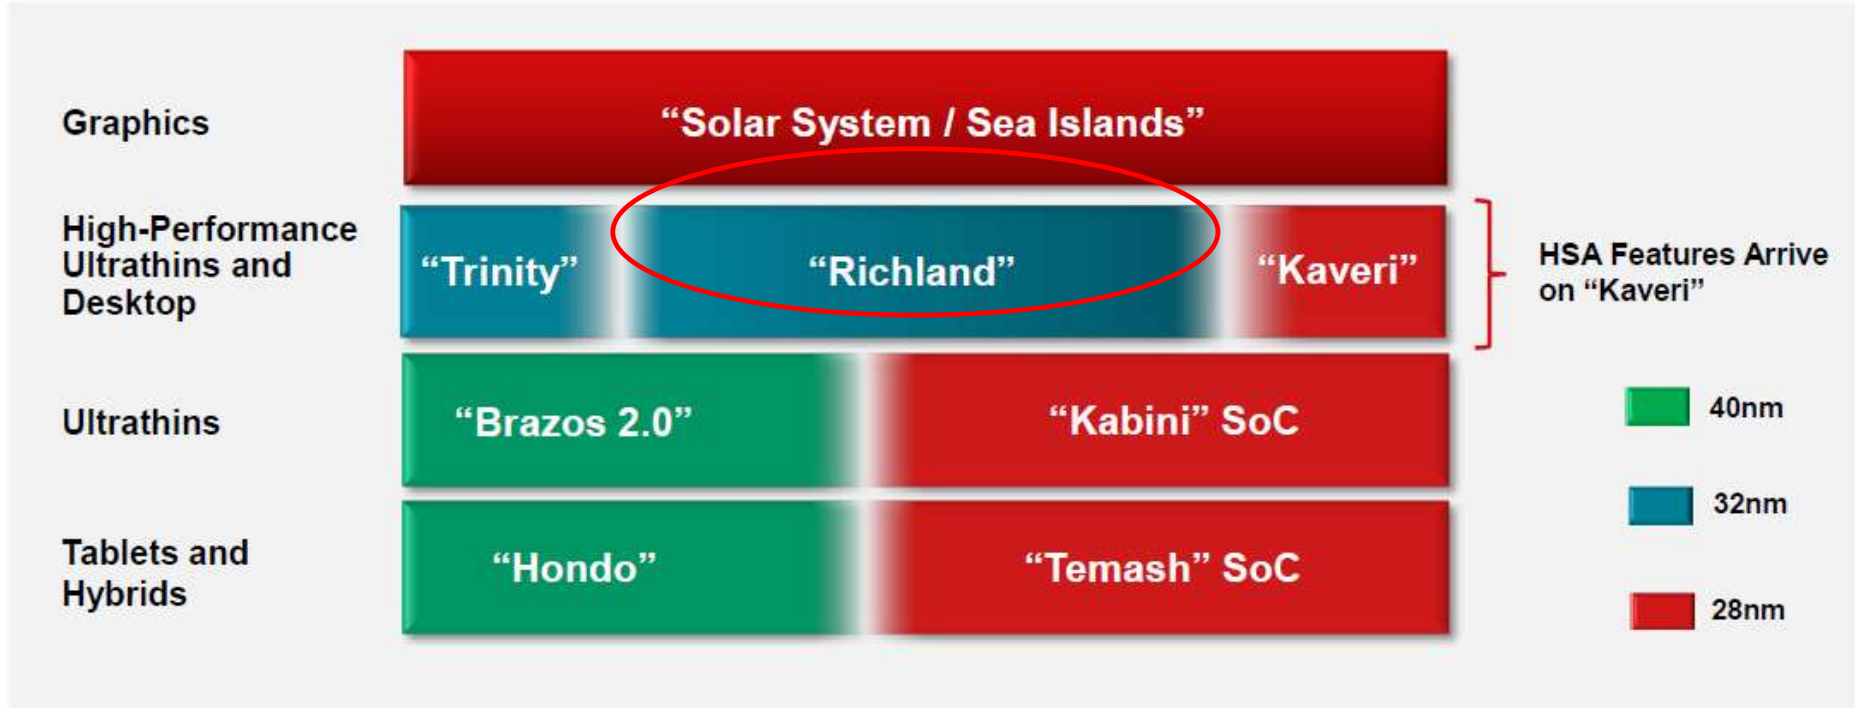 Graphics
“Solar System / Sea Islands”
High-Performance
Ultrathins and
Desktop
“Trinity”
“Richland”
“Kaveri”
HSA Features Arrive
on “Kaveri”
Ultrathins
“Brazos 2.0”
“Kabini” SoC
Tablets and
Hybrids
“Hondo”
“Temash” SoC
40nm
32nm
28nm